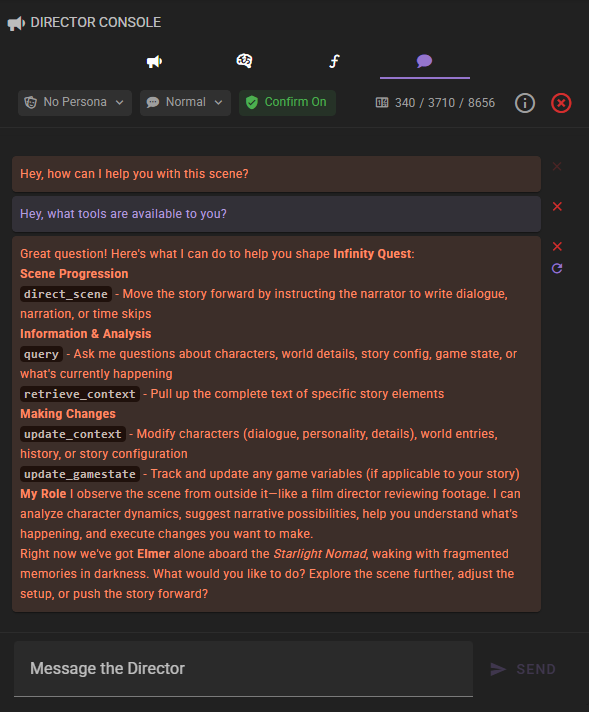 DIRECTOR CONSOLE
No Persona
Normal
Confirm On
340 / 3710 / 8656
Hey, how can I help you with this scene?
Hey, what tools are available to you?
Great question! Here's what I can do to help you shape Infinity Quest:
Scene Progression
direct_scene - Move the story forward by instructing the narrator to write dialogue,
narration, or time skips
Information & Analysis
query - Ask me questions about characters, world details, story config, game state, or
what's currently happening
retrieve_context - Pull up the complete text of specific story elements
Making Changes
update_context - Modify characters (dialogue, personality, details), world entries,
history, or story configuration
update_gamestate - Track and update any game variables (if applicable to your story)
My Role I observe the scene from outside it—like a film director reviewing footage. I can
analyze character dynamics, suggest narrative possibilities, help you understand what's
happening, and execute changes you want to make.
Right now we've got Elmer alone aboard the Starlight Nomad, waking with fragmented
memories in darkness. What would you like to do? Explore the scene further, adjust the
setup, or push the story forward?
Message the Director
SEND